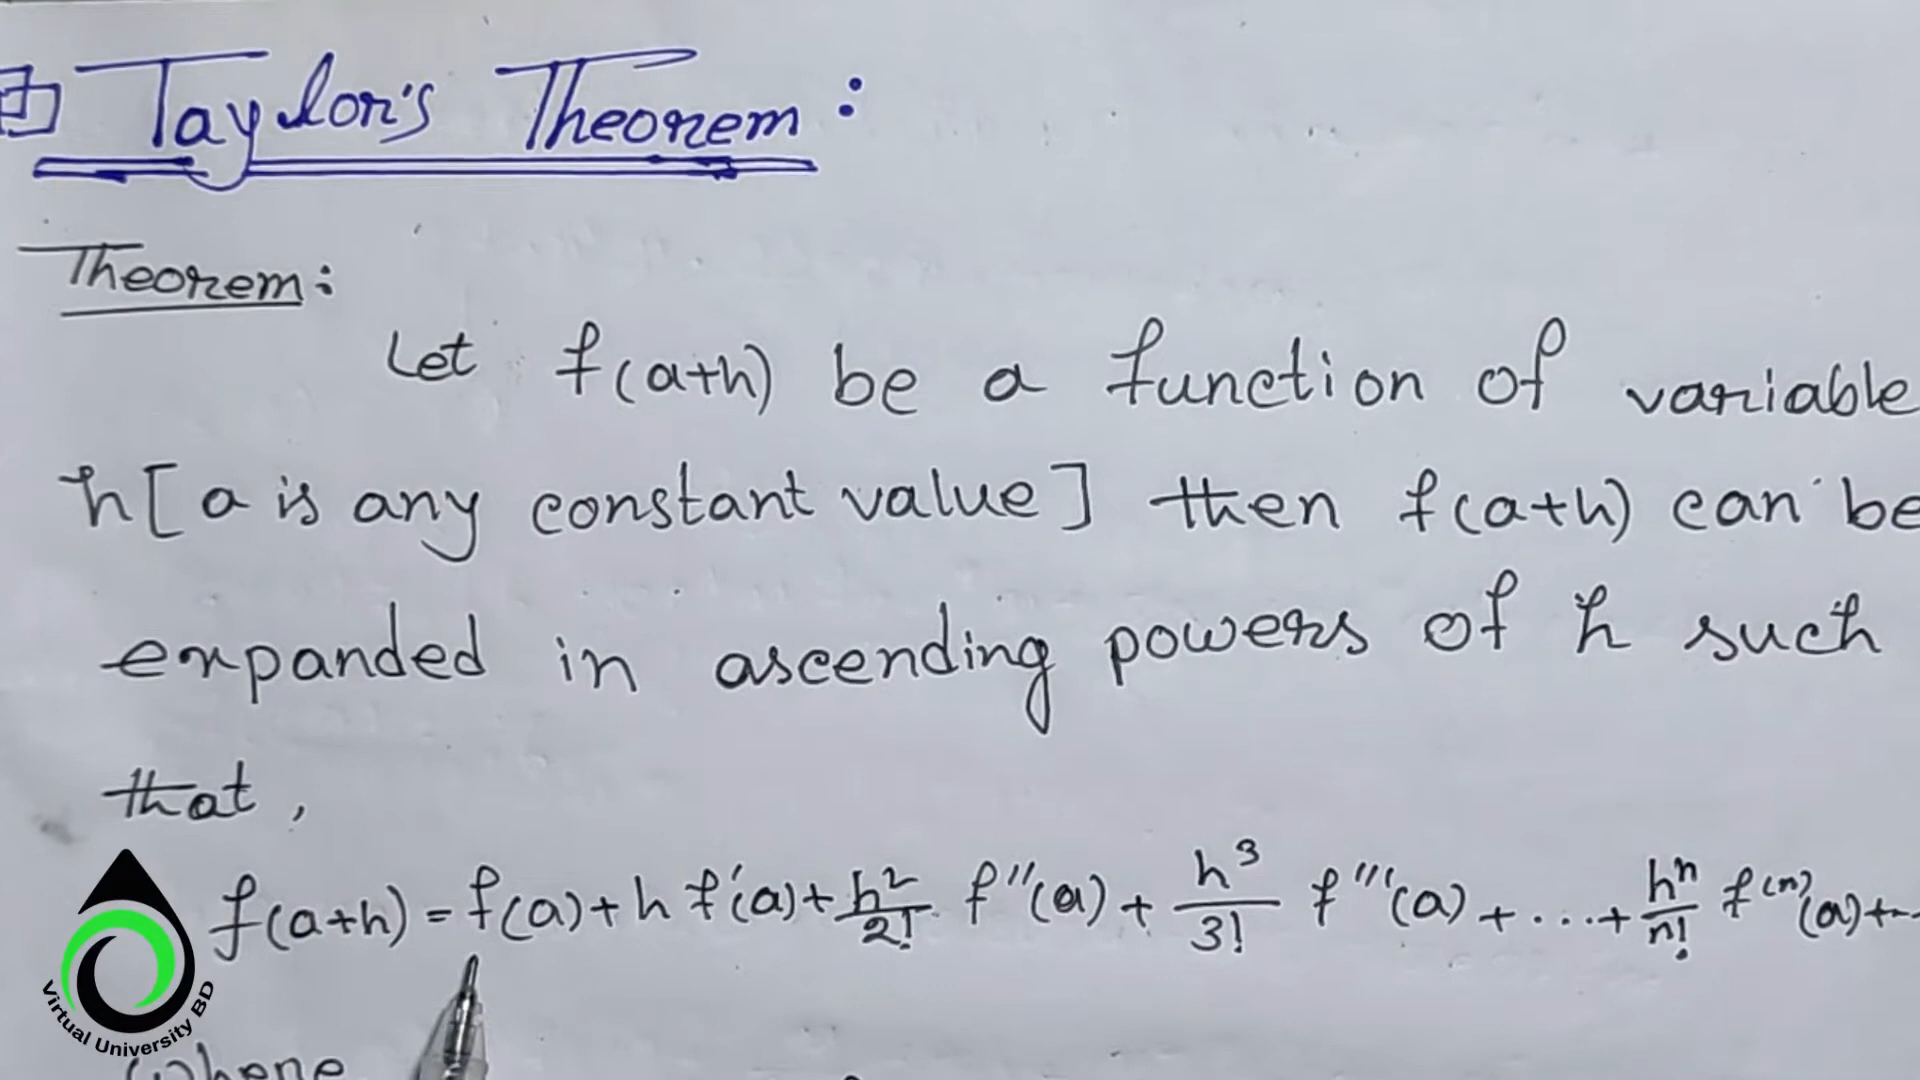 Taylor's Theorem:
Theorem:
Let f(a+h) be a function of variable
h [a is any constant value] then f(a+h) can be
expanded in ascending powers of h such
that,
f(a+h) = f(a) + h f'(a) + h²/2! f''(a) + h³/3! f'''(a) + ... + hⁿ/n! f⁽ⁿ⁾(a) + --
Virtual University BD
Where